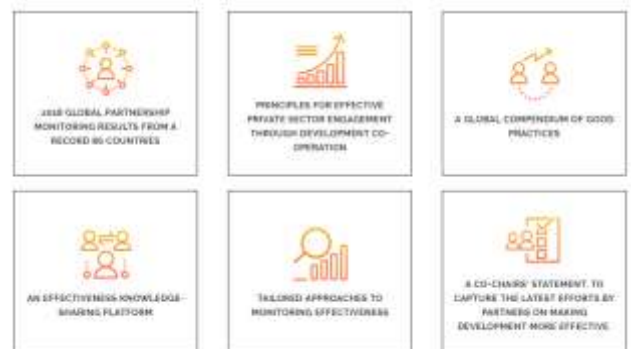 2018 GLOBAL PARTNERSHIP
MONITORING RESULTS FROM A
RECORD 86 COUNTRIES
PRINCIPLES FOR EFFECTIVE
PRIVATE SECTOR ENGAGEMENT
THROUGH DEVELOPMENT CO-
OPERATION
A GLOBAL COMPENDIUM OF GOOD
PRACTICES
AN EFFECTIVENESS KNOWLEDGE-
SHARING PLATFORM
TAILORED APPROACHES TO
MONITORING EFFECTIVENESS
A CO-CHAIRS' STATEMENT, TO
CAPTURE THE LATEST EFFORTS BY
PARTNERS ON MAKING
DEVELOPMENT MORE EFFECTIVE